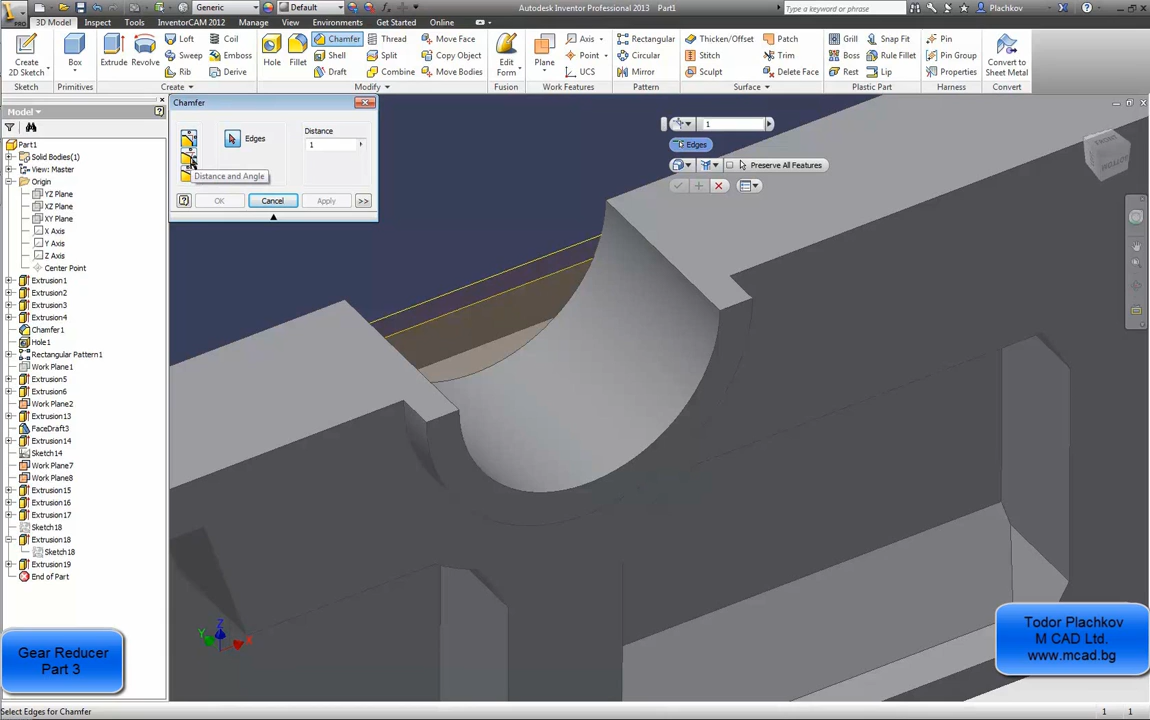 Generic
Default
Autodesk Inventor Professional 2013 Part1
Type a keyword or phrase
Plachkov
3D Model Inspect Tools InventorCAM 2012 Manage View Environments Get Started Online
Create
2D Sketch
Box
Extrude Revolve
Loft
Sweep
Rib
Coil
Emboss
Derive
Hole
Fillet
Chamfer
Shell
Draft
Thread
Split
Combine
Move Face
Copy Object
Move Bodies
Edit
Form
Plane
Axis
Point
UCS
Rectangular
Circular
Mirror
Thicken/Offset
Stitch
Sculpt
Patch
Trim
Delete Face
Grill
Boss
Rest
Snap Fit
Rule Fillet
Lip
Pin
Pin Group
Properties
Convert to
Sheet Metal
Sketch Primitives Create Modify Fusion Work Features Pattern Surface Plastic Part Harness Convert
Model
Part1
Solid Bodies(1)
View: Master
Origin
YZ Plane
XZ Plane
XY Plane
X Axis
Y Axis
Z Axis
Center Point
Extrusion1
Extrusion2
Extrusion3
Extrusion4
Chamfer1
Hole1
Rectangular Pattern1
Work Plane1
Extrusion5
Extrusion6
Work Plane2
Extrusion13
FaceDraft3
Extrusion14
Sketch14
Work Plane7
Work Plane8
Extrusion15
Extrusion16
Extrusion17
Sketch18
Extrusion18
Sketch18
Extrusion19
End of Part
Chamfer
Edges
Distance
1
Distance and Angle
OK
Cancel
Apply
>>
1
Edges
Preserve All Features
Z
Y
X
Gear Reducer
Part 3
Todor Plachkov
M CAD Ltd.
www.mcad.bg
Select Edges for Chamfer
1 1